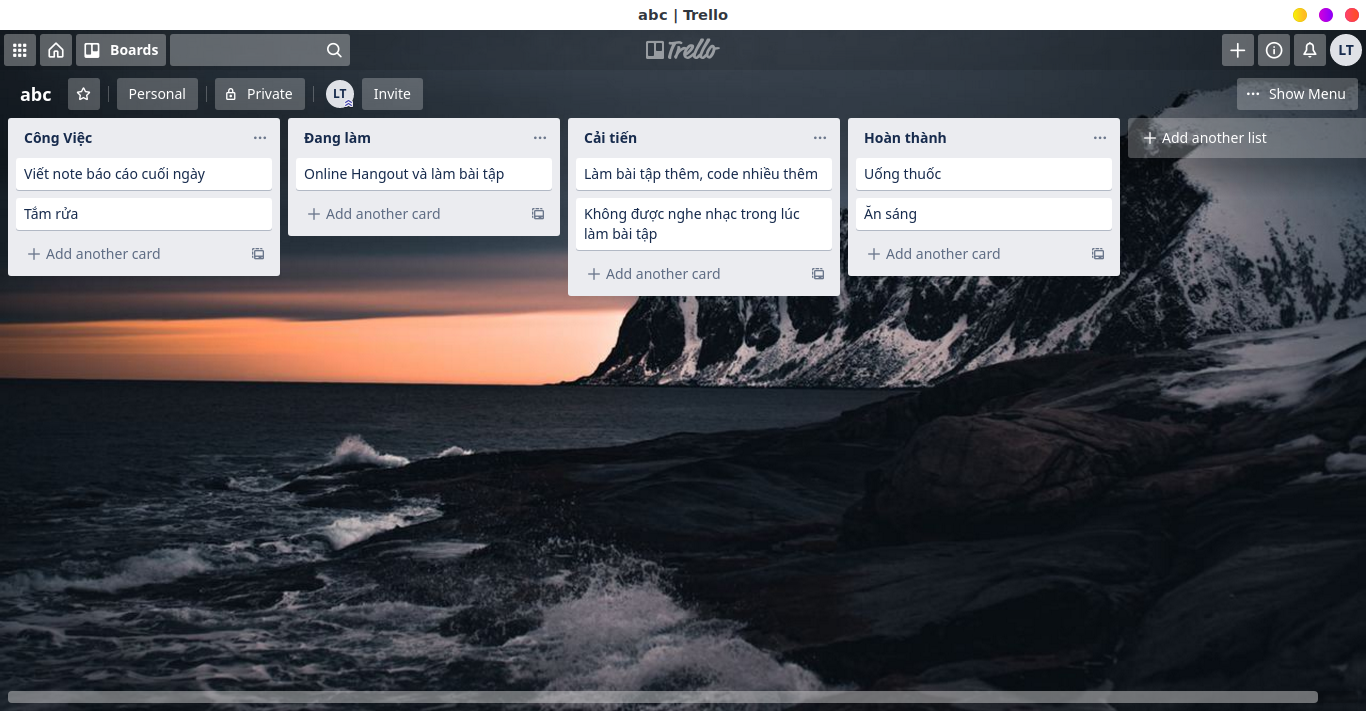 abc | Trello
Boards
Trello
LT
abc
Personal
Private
LT
Invite
Show Menu
Công Việc
Viết note báo cáo cuối ngày
Tắm rửa
Add another card
Đang làm
Online Hangout và làm bài tập
Add another card
Cải tiến
Làm bài tập thêm, code nhiều thêm
Không được nghe nhạc trong lúc
làm bài tập
Add another card
Hoàn thành
Uống thuốc
Ăn sáng
Add another card
Add another list